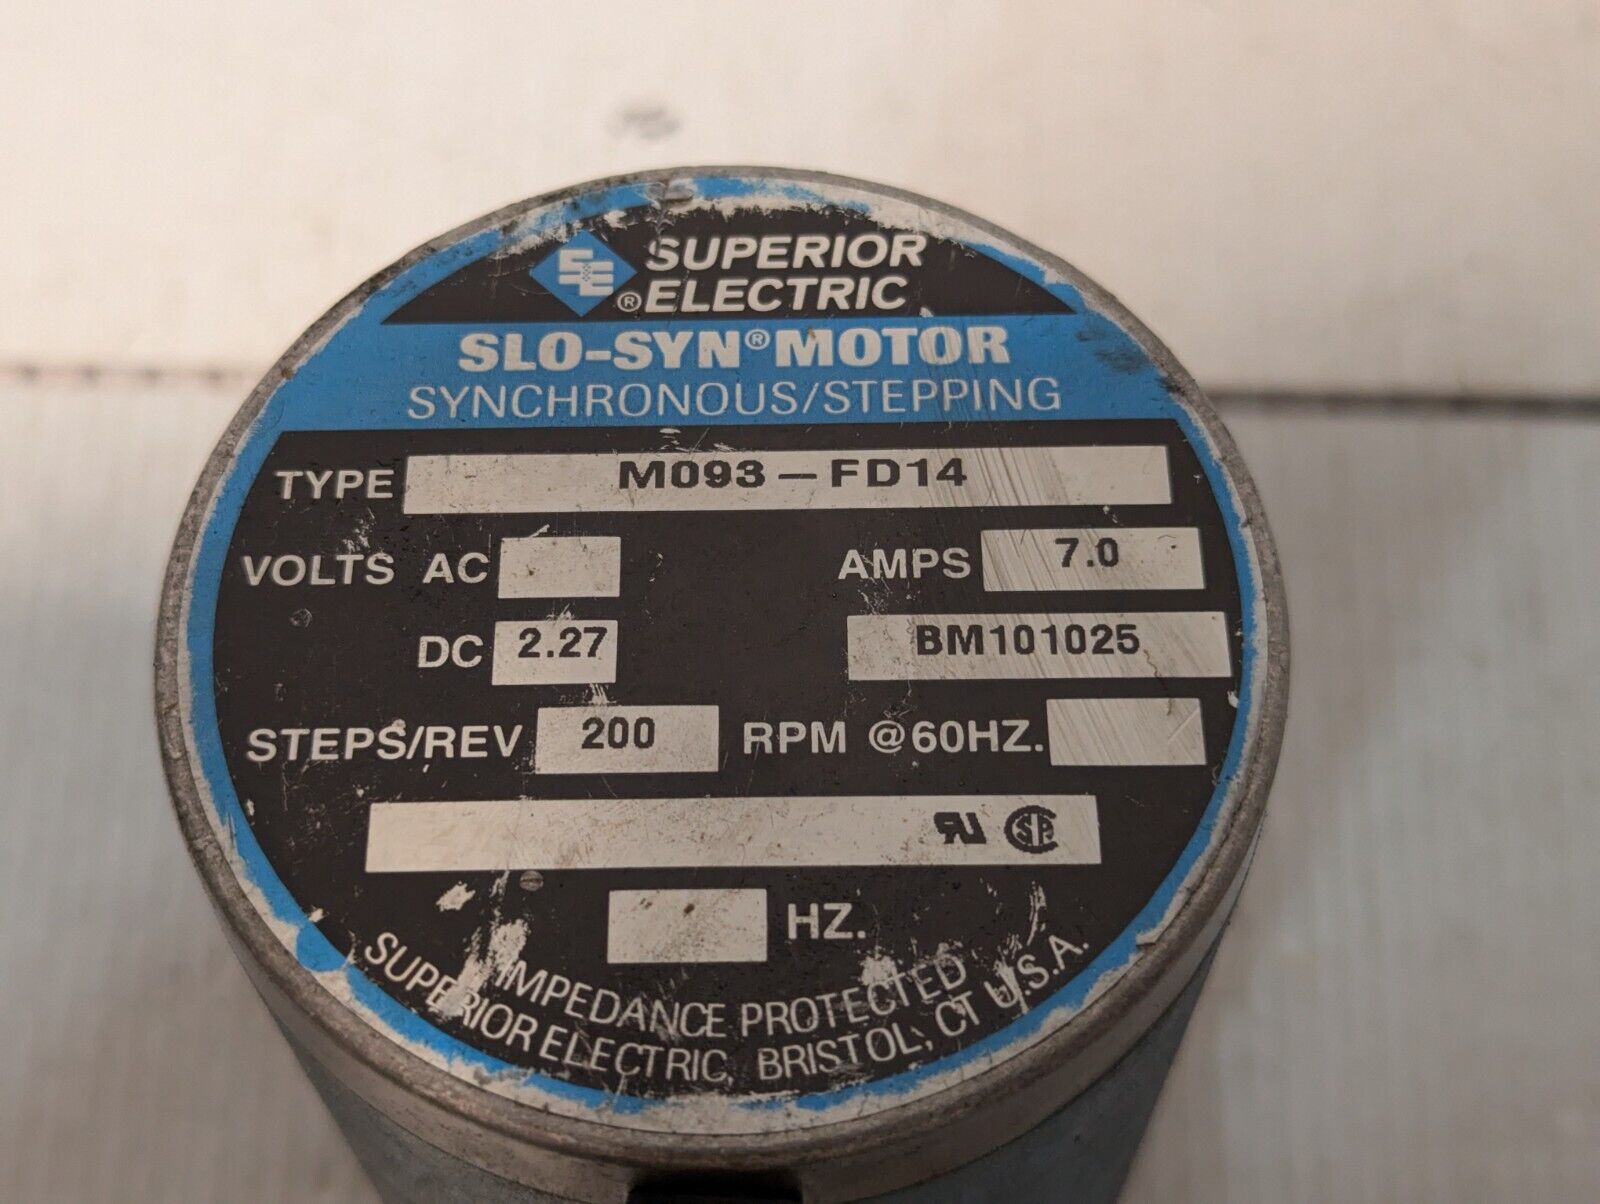 SUPERIOR
® ELECTRIC
SLO-SYN® MOTOR
SYNCHRONOUS/STEPPING
TYPE M093-FD14
VOLTS AC AMPS 7.0
DC 2.27 BM101025
STEPS/REV 200 RPM @60HZ.
HZ.
IMPEDANCE PROTECTED
SUPERIOR ELECTRIC, BRISTOL, CT U.S.A.